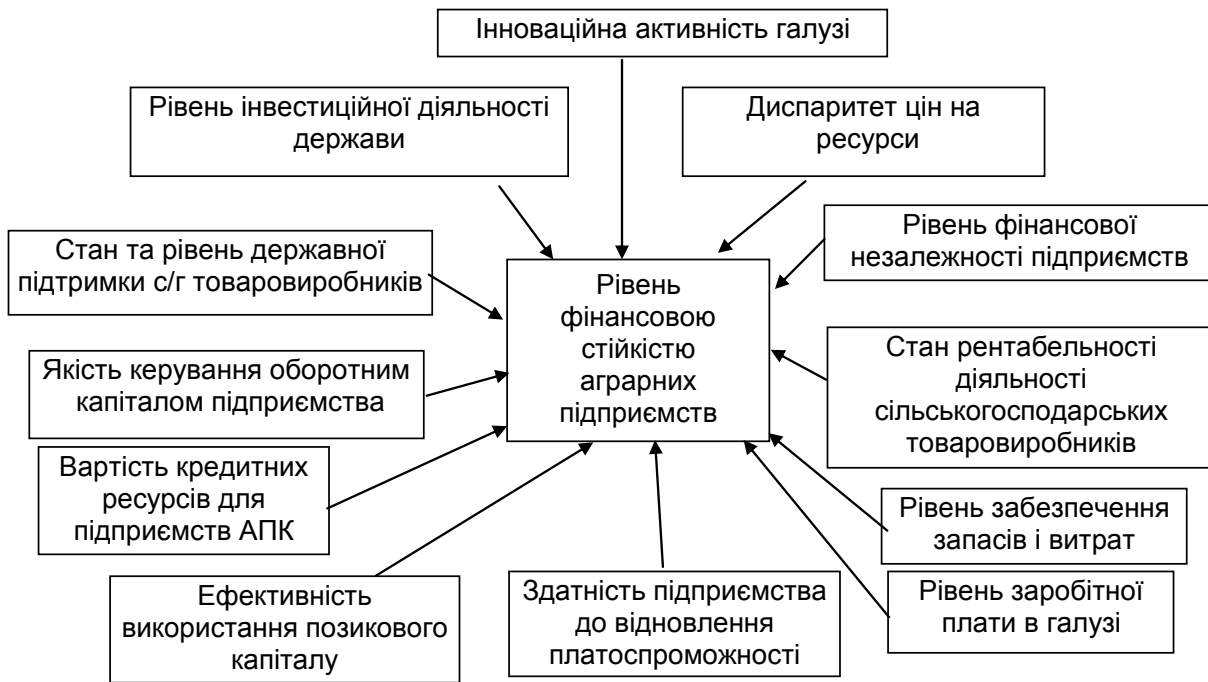 Інноваційна активність галузі
Рівень інвестиційної діяльності
держави
Диспаритет цін на
ресурси
Стан та рівень державної
підтримки с/г товаровиробників
Рівень фінансової
незалежності підприємств
Рівень
фінансовою
стійкістю
аграрних
підприємств
Якість керування оборотним
капіталом підприємства
Стан рентабельності
діяльності
сільськогосподарських
товаровиробників
Вартість кредитних
ресурсів для
підприємств АПК
Рівень забезпечення
запасів і витрат
Ефективність
використання позикового
капіталу
Здатність підприємства
до відновлення
платоспроможності
Рівень заробітної
плати в галузі